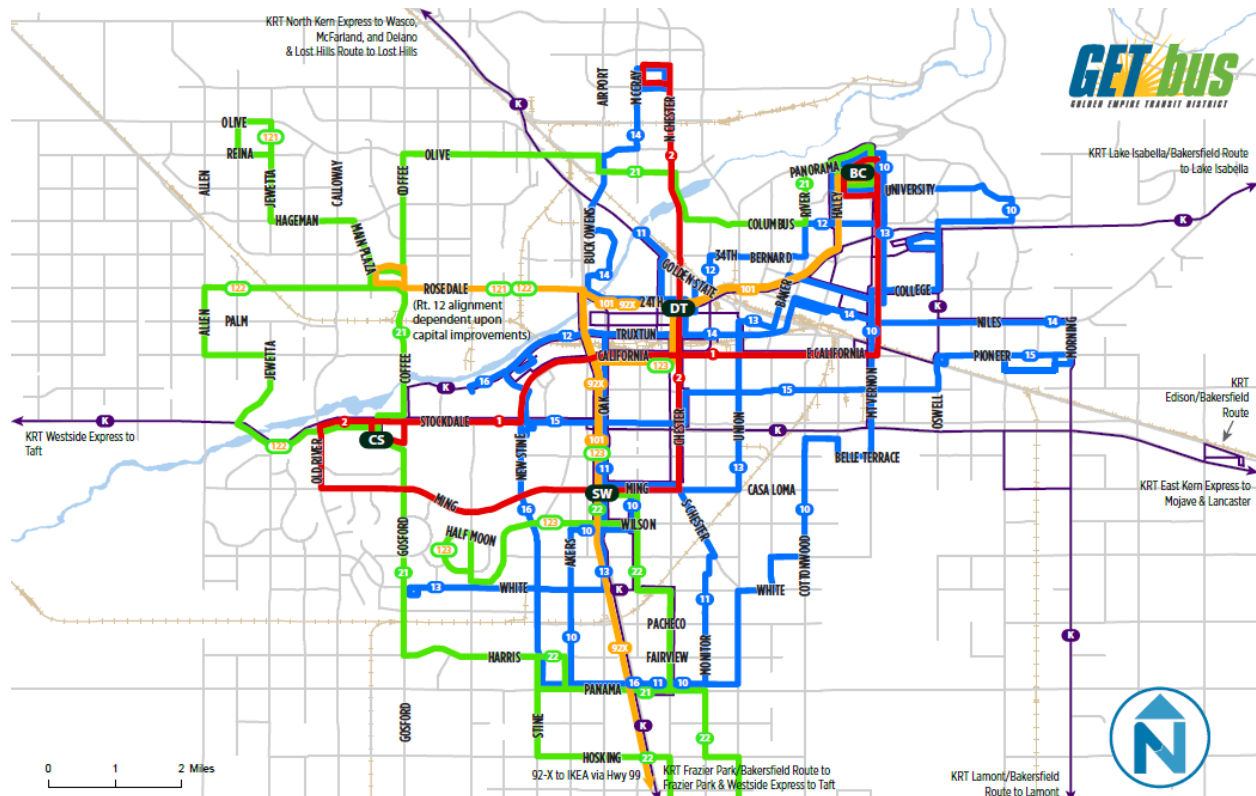 KRT North Kern Express to Wasco,
McFarland, and Delano
& Lost Hills Route to Lost Hills
K
GET bus
GOLDEN EMPIRE TRANSIT DISTRICT
AIRPORT
MCCRAY
N CHESTER
14
2
OLIVE
121
REINA
ALLEN
JEWETTA
CALLOWAY
COFFEE
OLIVE
21
PANORAMA
BC
10
KRT Lake Isabella/Bakersfield Route
to Lake Isabella
UNIVERSITY
10
K
HAGEMAN
COLUMBUS
RIVER
21
HALEY
12
13
BUCK OWENS
11
MINN PLAZA
34TH
BERNARD
12
GOLDEN STATE
14
122
ROSEDALE
121
122
101
92X
24TH
DT
101
BAKER
COLLEGE
K
(Rt. 12 alignment
dependent upon
capital improvements)
ALLEN
PALM
21
12
TRUXTUN
14
13
14
10
NILES
14
MORNING
JEWETTA
COFFEE
CALIFORNIA
123
1
E CALIFORNIA
PIONEER
15
16
K
92X
2
15
OAK
CHESTER
UNION
MT VERNON
OSWELL
KRT
Edison/Bakersfield
Route
K
KRT Westside Express to
Taft
2
STOCKDALE
1
15
K
K
122
CS
OLD RIVER
NEW STINE
101
123
11
13
BELLE TERRACE
KRT East Kern Express to
Mojave & Lancaster
MING
SW
MING
CASA LOMA
22
16
10
S CHESTER
10
GOSFORD
HALF MOON
123
123
WILSON
10
AKERS
COTTONWOOD
21
13
WHITE
13
22
K
11
WHITE
PACHECO
10
92X
MONITOR
K
HARRIS
22
FAIRVIEW
16
11
10
PANAMA
21
GOSFORD
STINE
K
22
HOSKING
22
0 1 2 Miles
92-X to IKEA via Hwy 99
KRT Frazier Park/Bakersfield Route to
Frazier Park & Westside Express to Taft
KRT Lamont/Bakersfield
Route to Lamont
N